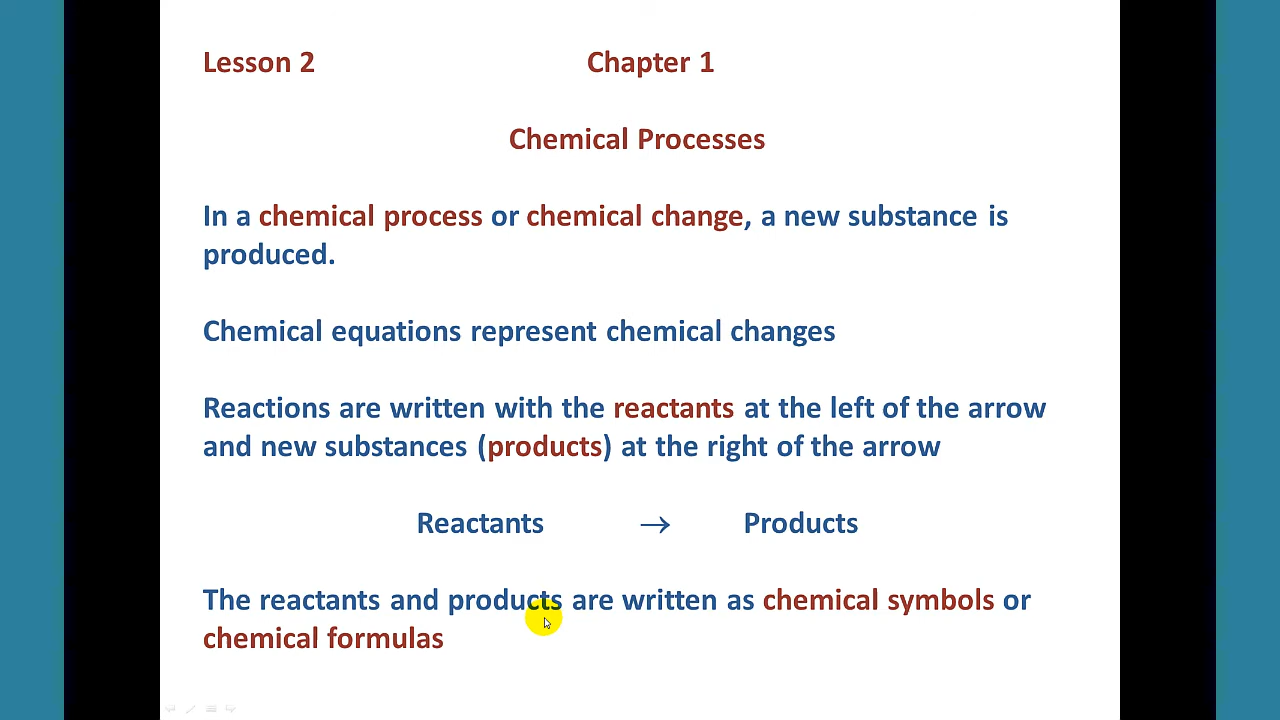 Lesson 2 Chapter 1
Chemical Processes
In a chemical process or chemical change, a new substance is
produced.
Chemical equations represent chemical changes
Reactions are written with the reactants at the left of the arrow
and new substances (products) at the right of the arrow
Reactants → Products
The reactants and products are written as chemical symbols or
chemical formulas